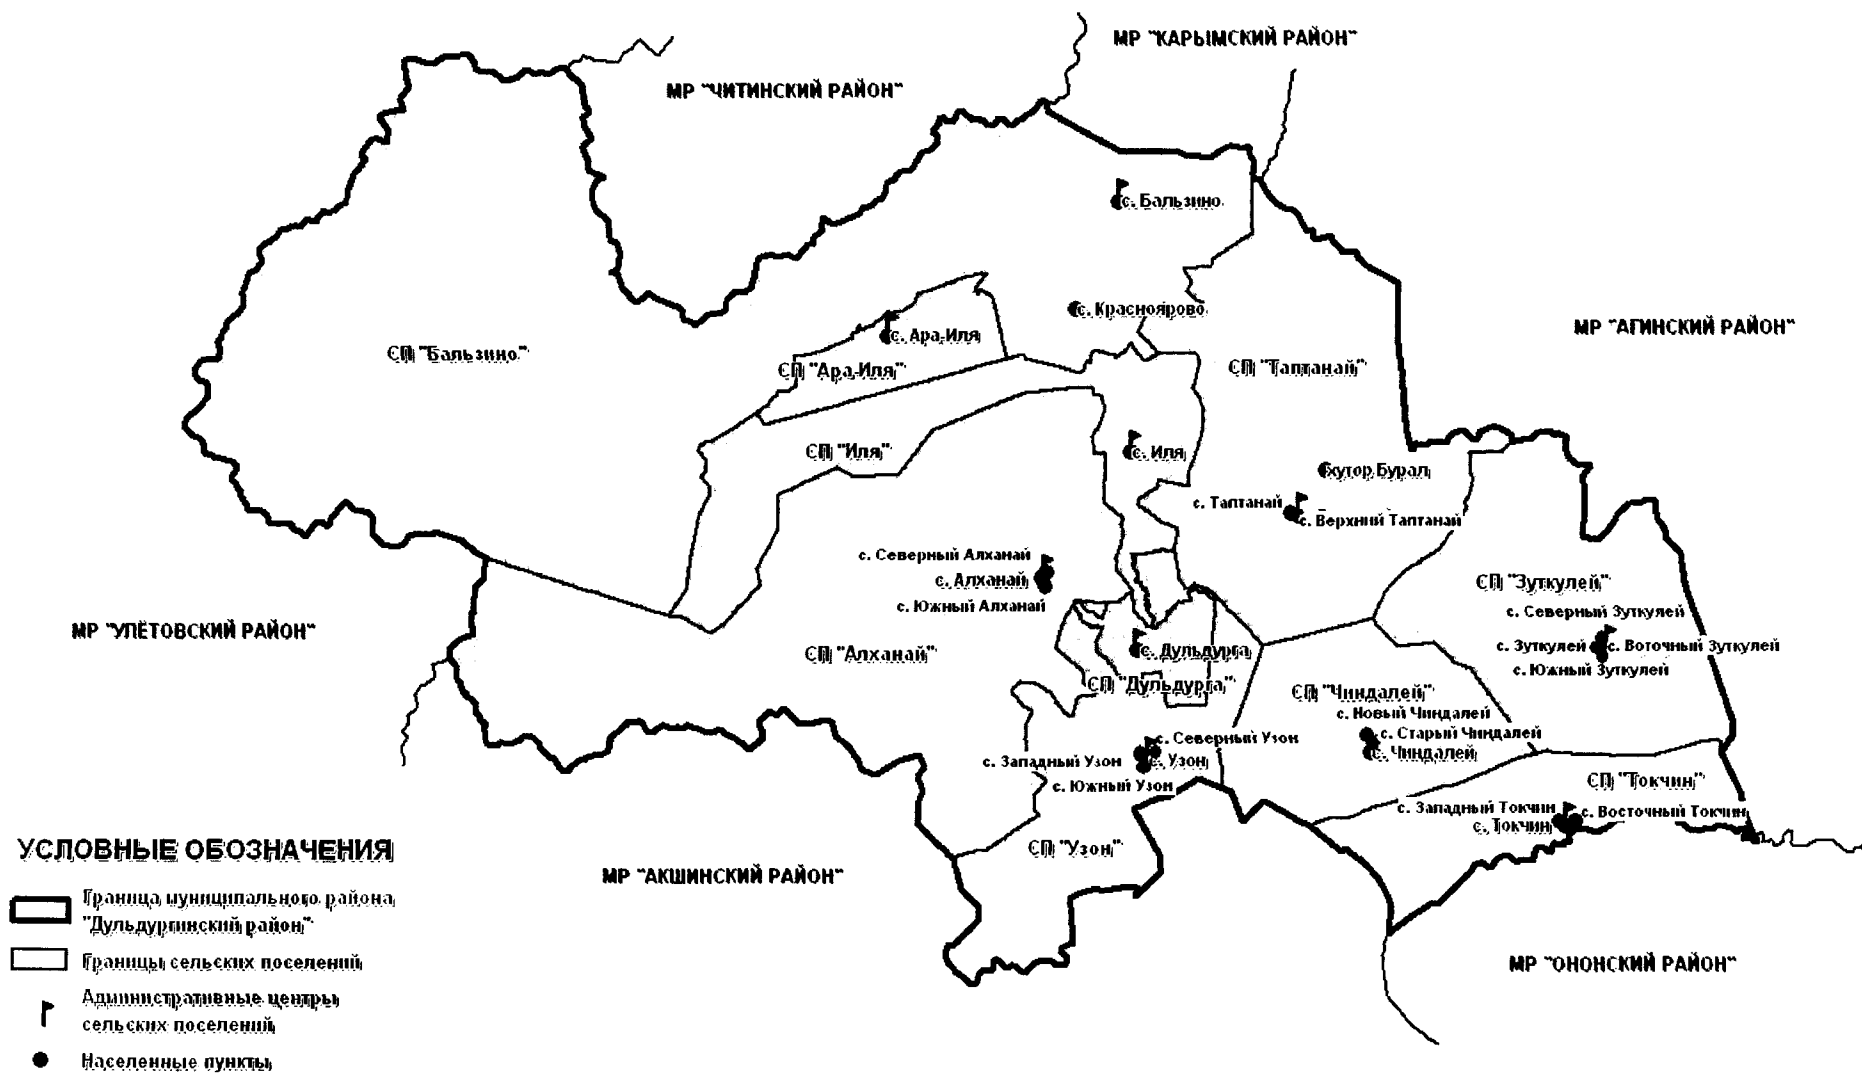 МР "КАРЫМСКИЙ РАЙОН"
МР "ЧИТИНСКИЙ РАЙОН"
с. Бальзино
с. Красноярово
МР "АГИНСКИЙ РАЙОН"
с. Ара-Иля
СП "Бальзино"
СП "Ара-Иля"
СП "Таптанай"
СП "Иля"
с. Иля
хутор Бурал
с. Таптанай
с. Верхний Таптанай
с. Северный Алханай
с. Алханай
с. Южный Алханай
СП "Зуткулей"
с. Северный Зуткулей
МР "УЛЁТОВСКИЙ РАЙОН"
с. Зуткулей
с. Воточный Зуткулей
с. Южный Зуткулей
СП "Алханай"
с. Дульдурга
СП "Дульдурга"
СП "Чиндалей"
с. Новый Чиндалей
с. Старый Чиндалей
с. Чиндалей
с. Северный Узон
с. Западный Узон
с. Узон
с. Южный Узон
СП "Токчин"
с. Западный Токчин
с. Восточный Токчин
с. Токчин
СП "Узон"
МР "АКШИНСКИЙ РАЙОН"
МР "ОНОНСКИЙ РАЙОН"
УСЛОВНЫЕ ОБОЗНАЧЕНИЯ
Граница муниципального района
"Дульдургинский район"
Границы сельских поселений
Административные центры
сельских поселений
Населенные пункты